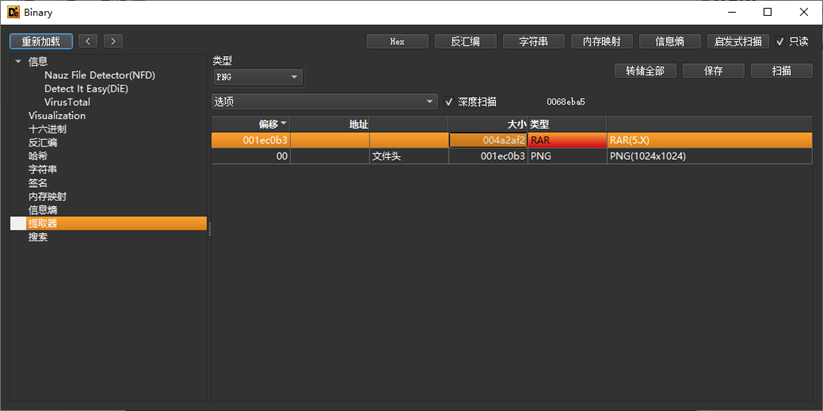 Binary
重新加载 < > Hex 反汇编 字符串 内存映射 信息熵 启发式扫描 只读
信息
Nauz File Detector(NFD)
Detect It Easy(DiE)
VirusTotal
Visualization
十六进制
反汇编
哈希
字符串
签名
内存映射
信息熵
提取器
搜索
类型
PNG 转储全部 保存 扫描
选项 深度扫描 0068eba5
偏移 地址 大小 类型
001ec0b3 004a2af2 RAR RAR(5.X)
00 文件头 001ec0b3 PNG PNG(1024x1024)